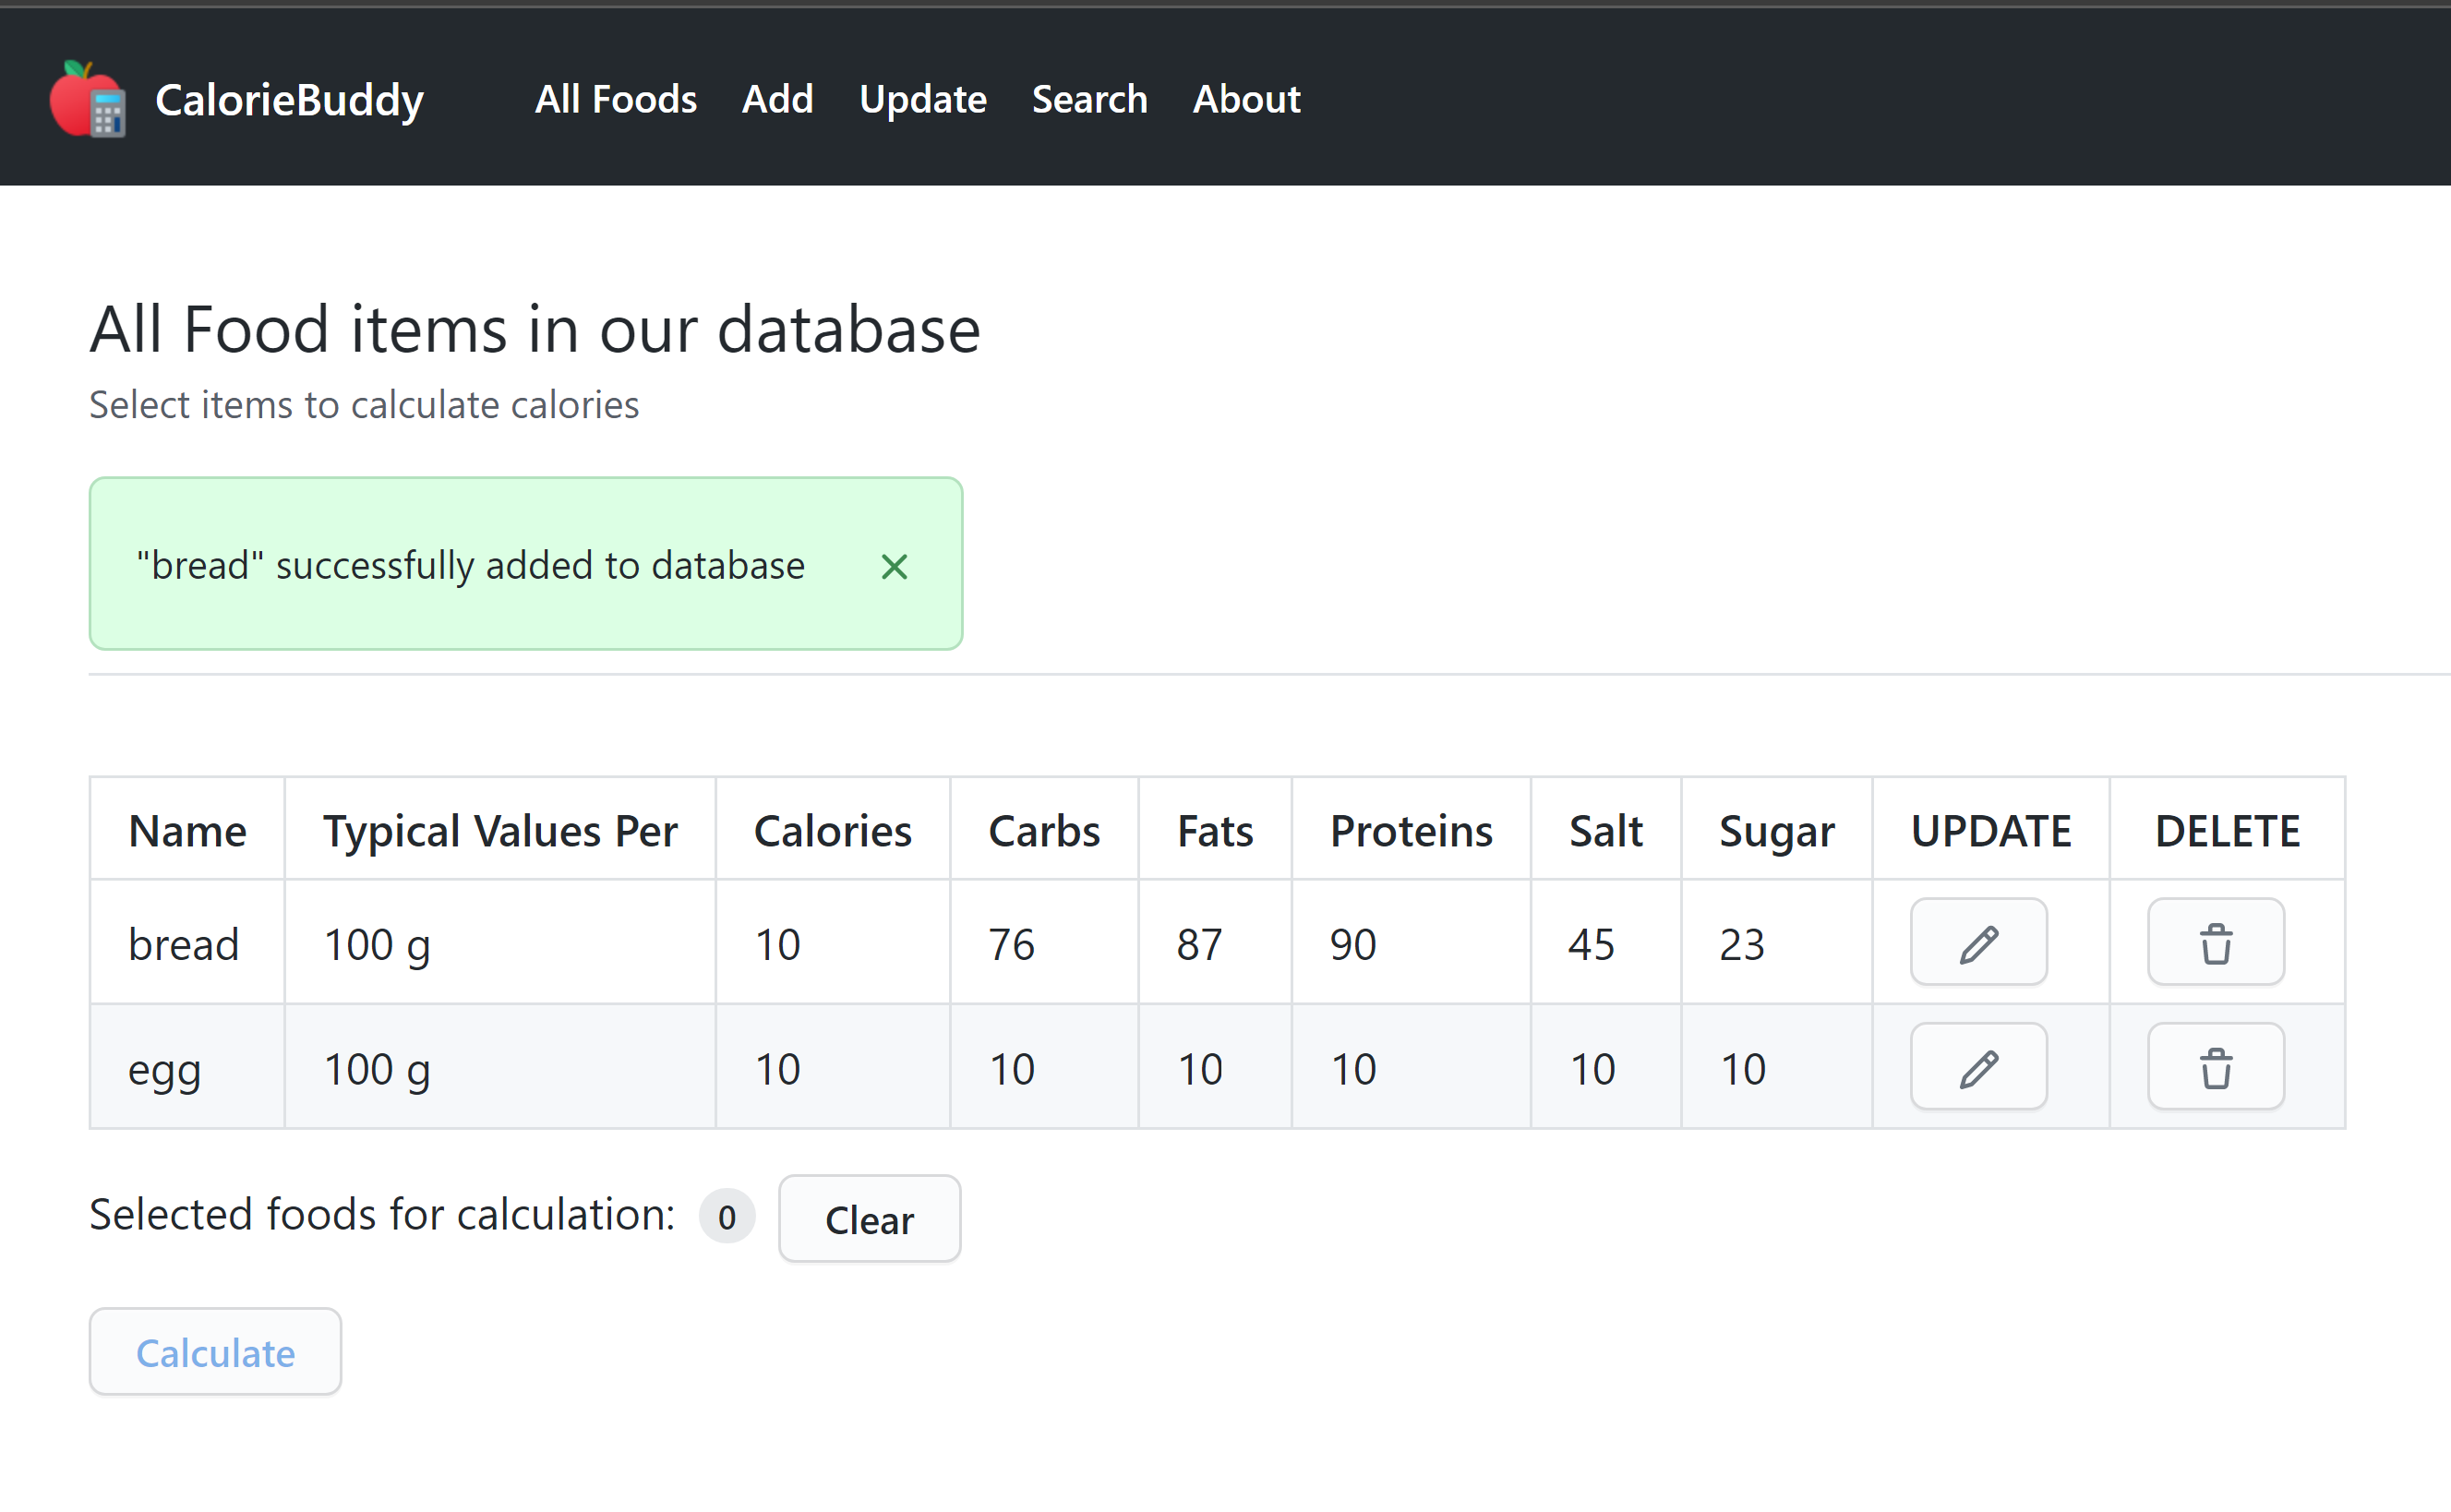 CalorieBuddy All Foods Add Update Search About
All Food items in our database
Select items to calculate calories
"bread" successfully added to database
Name Typical Values Per Calories Carbs Fats Proteins Salt Sugar UPDATE DELETE
bread 100 g 10 76 87 90 45 23
egg 100 g 10 10 10 10 10 10
Selected foods for calculation: 0 Clear
Calculate